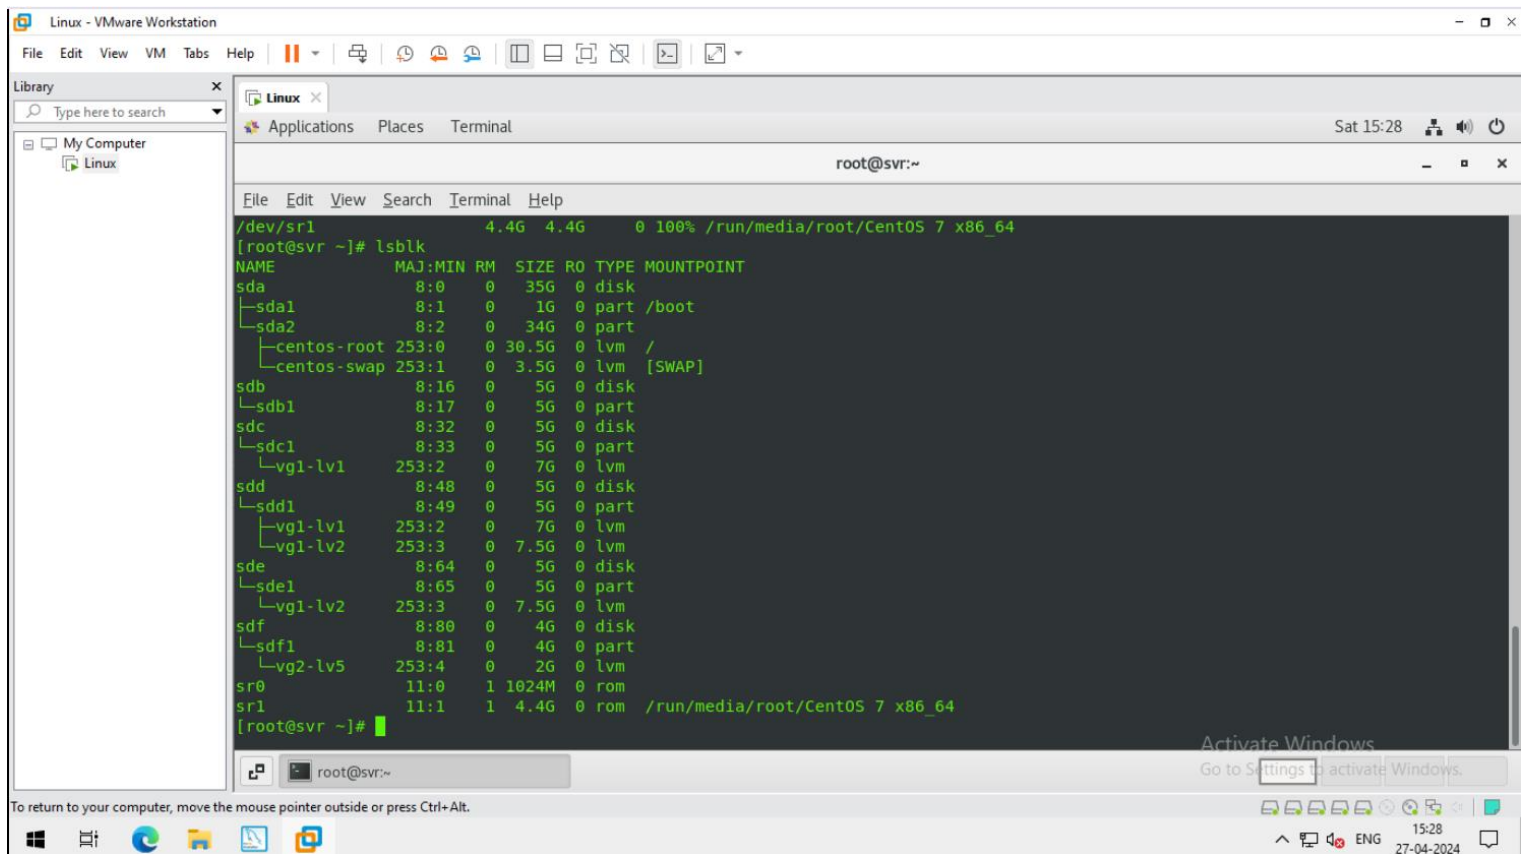 Linux - VMware Workstation
File Edit View VM Tabs Help
Library
Type here to search
My Computer
Linux
Linux
Applications Places Terminal Sat 15:28
root@svr:~
File Edit View Search Terminal Help
/dev/sr1 4.4G 4.4G 0 100% /run/media/root/CentOS 7 x86_64
[root@svr ~]# lsblk
NAME MAJ:MIN RM SIZE RO TYPE MOUNTPOINT
sda 8:0 0 35G 0 disk
├─sda1 8:1 0 1G 0 part /boot
└─sda2 8:2 0 34G 0 part
├─centos-root 253:0 0 30.5G 0 lvm /
└─centos-swap 253:1 0 3.5G 0 lvm [SWAP]
sdb 8:16 0 5G 0 disk
└─sdb1 8:17 0 5G 0 part
sdc 8:32 0 5G 0 disk
└─sdc1 8:33 0 5G 0 part
└─vg1-lv1 253:2 0 7G 0 lvm
sdd 8:48 0 5G 0 disk
└─sdd1 8:49 0 5G 0 part
├─vg1-lv1 253:2 0 7G 0 lvm
└─vg1-lv2 253:3 0 7.5G 0 lvm
sde 8:64 0 5G 0 disk
└─sde1 8:65 0 5G 0 part
└─vg1-lv2 253:3 0 7.5G 0 lvm
sdf 8:80 0 4G 0 disk
└─sdf1 8:81 0 4G 0 part
└─vg2-lv5 253:4 0 2G 0 lvm
sr0 11:0 1 1024M 0 rom
sr1 11:1 1 4.4G 0 rom /run/media/root/CentOS 7 x86_64
[root@svr ~]#
Activate Windows
Go to Settings to activate Windows.
root@svr:~
To return to your computer, move the mouse pointer outside or press Ctrl+Alt.
ENG 15:28
27-04-2024